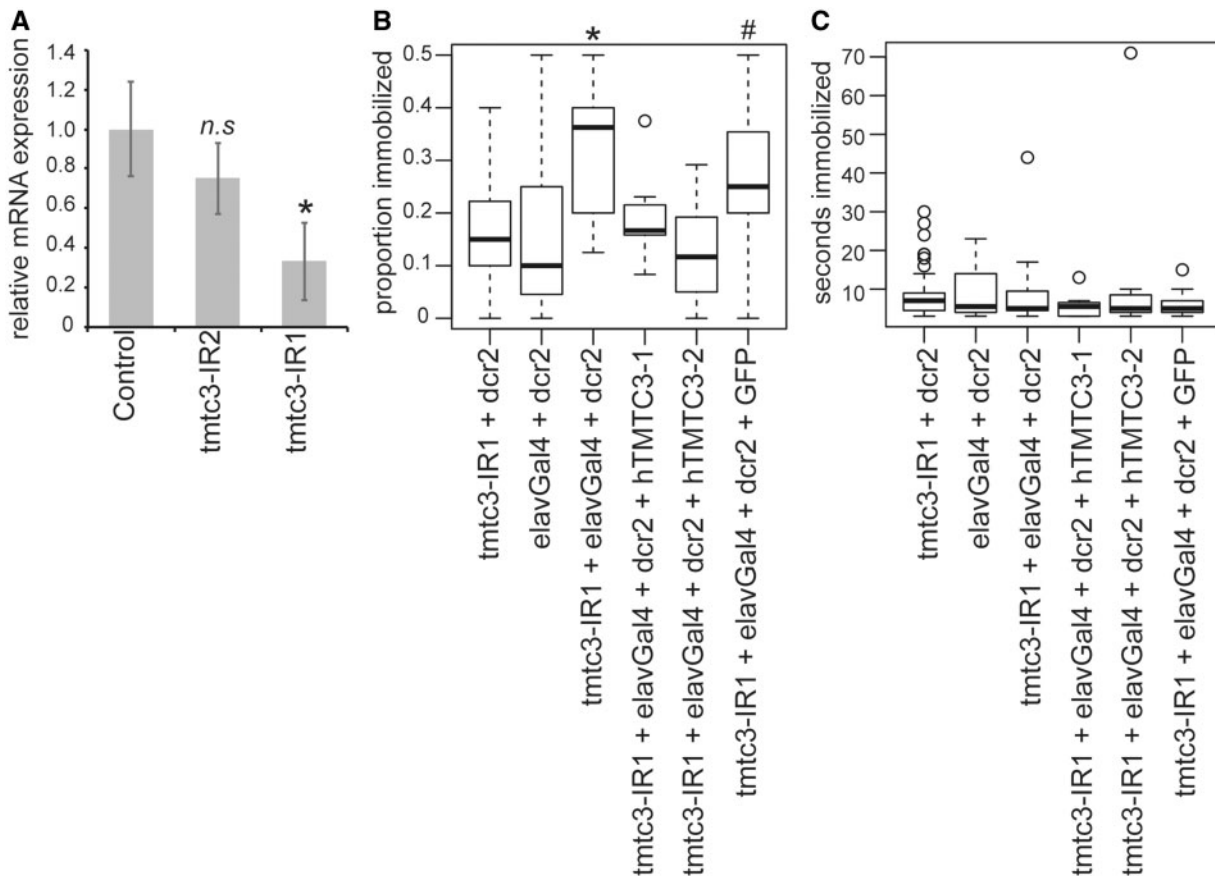 A
relative mRNA expression
1.4
1.2
1.0
0.8
0.6
0.4
0.2
0
n.s
*
Control
tmtc3-IR2
tmtc3-IR1
B
proportion immobilized
0.5
0.4
0.3
0.2
0.1
0
*
#
tmtc3-IR1 + dcr2
elavGal4 + dcr2
tmtc3-IR1 + elavGal4 + dcr2
tmtc3-IR1 + elavGal4 + dcr2 + hTMTC3-1
tmtc3-IR1 + elavGal4 + dcr2 + hTMTC3-2
tmtc3-IR1 + elavGal4 + dcr2 + GFP
C
seconds immobilized
70
60
50
40
30
20
10
tmtc3-IR1 + dcr2
elavGal4 + dcr2
tmtc3-IR1 + elavGal4 + dcr2
tmtc3-IR1 + elavGal4 + dcr2 + hTMTC3-1
tmtc3-IR1 + elavGal4 + dcr2 + hTMTC3-2
tmtc3-IR1 + elavGal4 + dcr2 + GFP